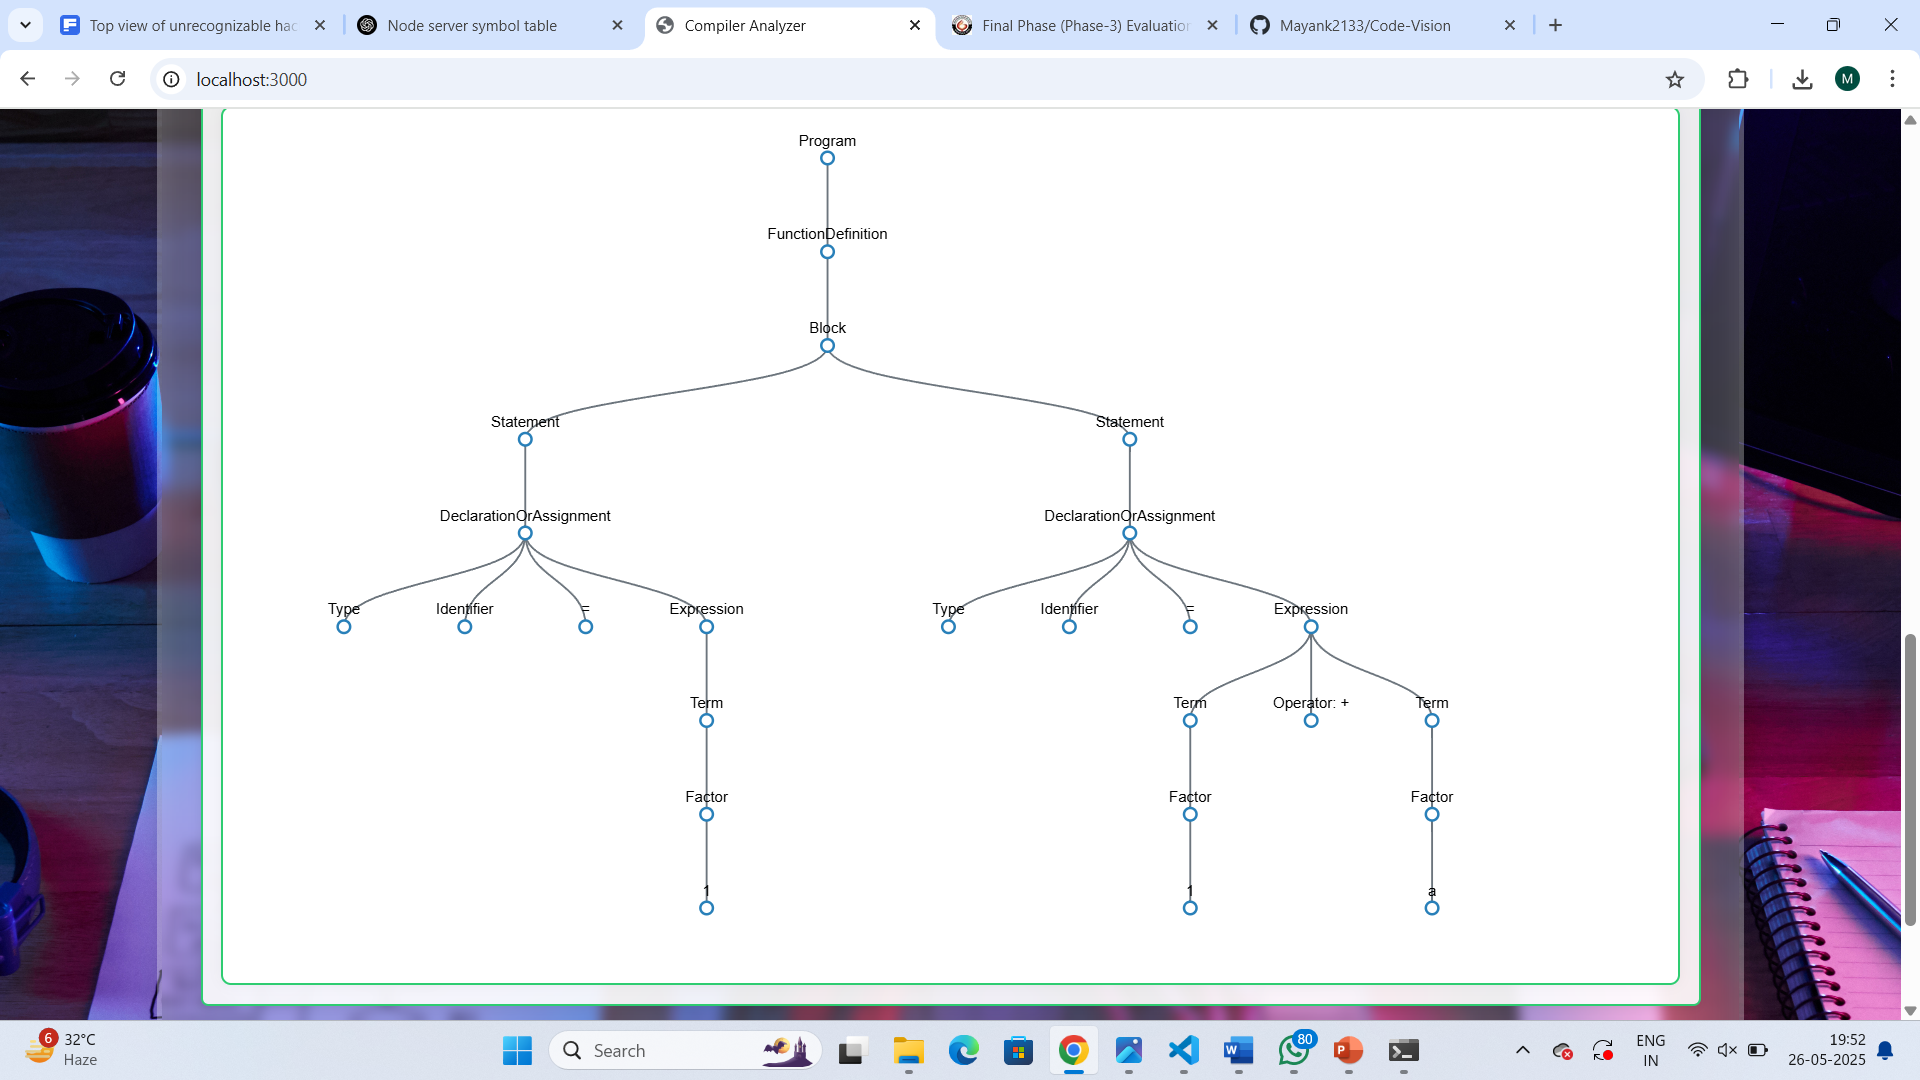 Top view of unrecognizable hac
Node server symbol table
Compiler Analyzer
Final Phase (Phase-3) Evaluation
Mayank2133/Code-Vision
localhost:3000
M
Program
FunctionDefinition
Block
Statement Statement
DeclarationOrAssignment DeclarationOrAssignment
Type Identifier = Expression Type Identifier = Expression
Term Term Operator: + Term
Factor Factor Factor
1 1 a
6
32°C
Haze
Search
W
80
P
ENG
IN
19:52
26-05-2025